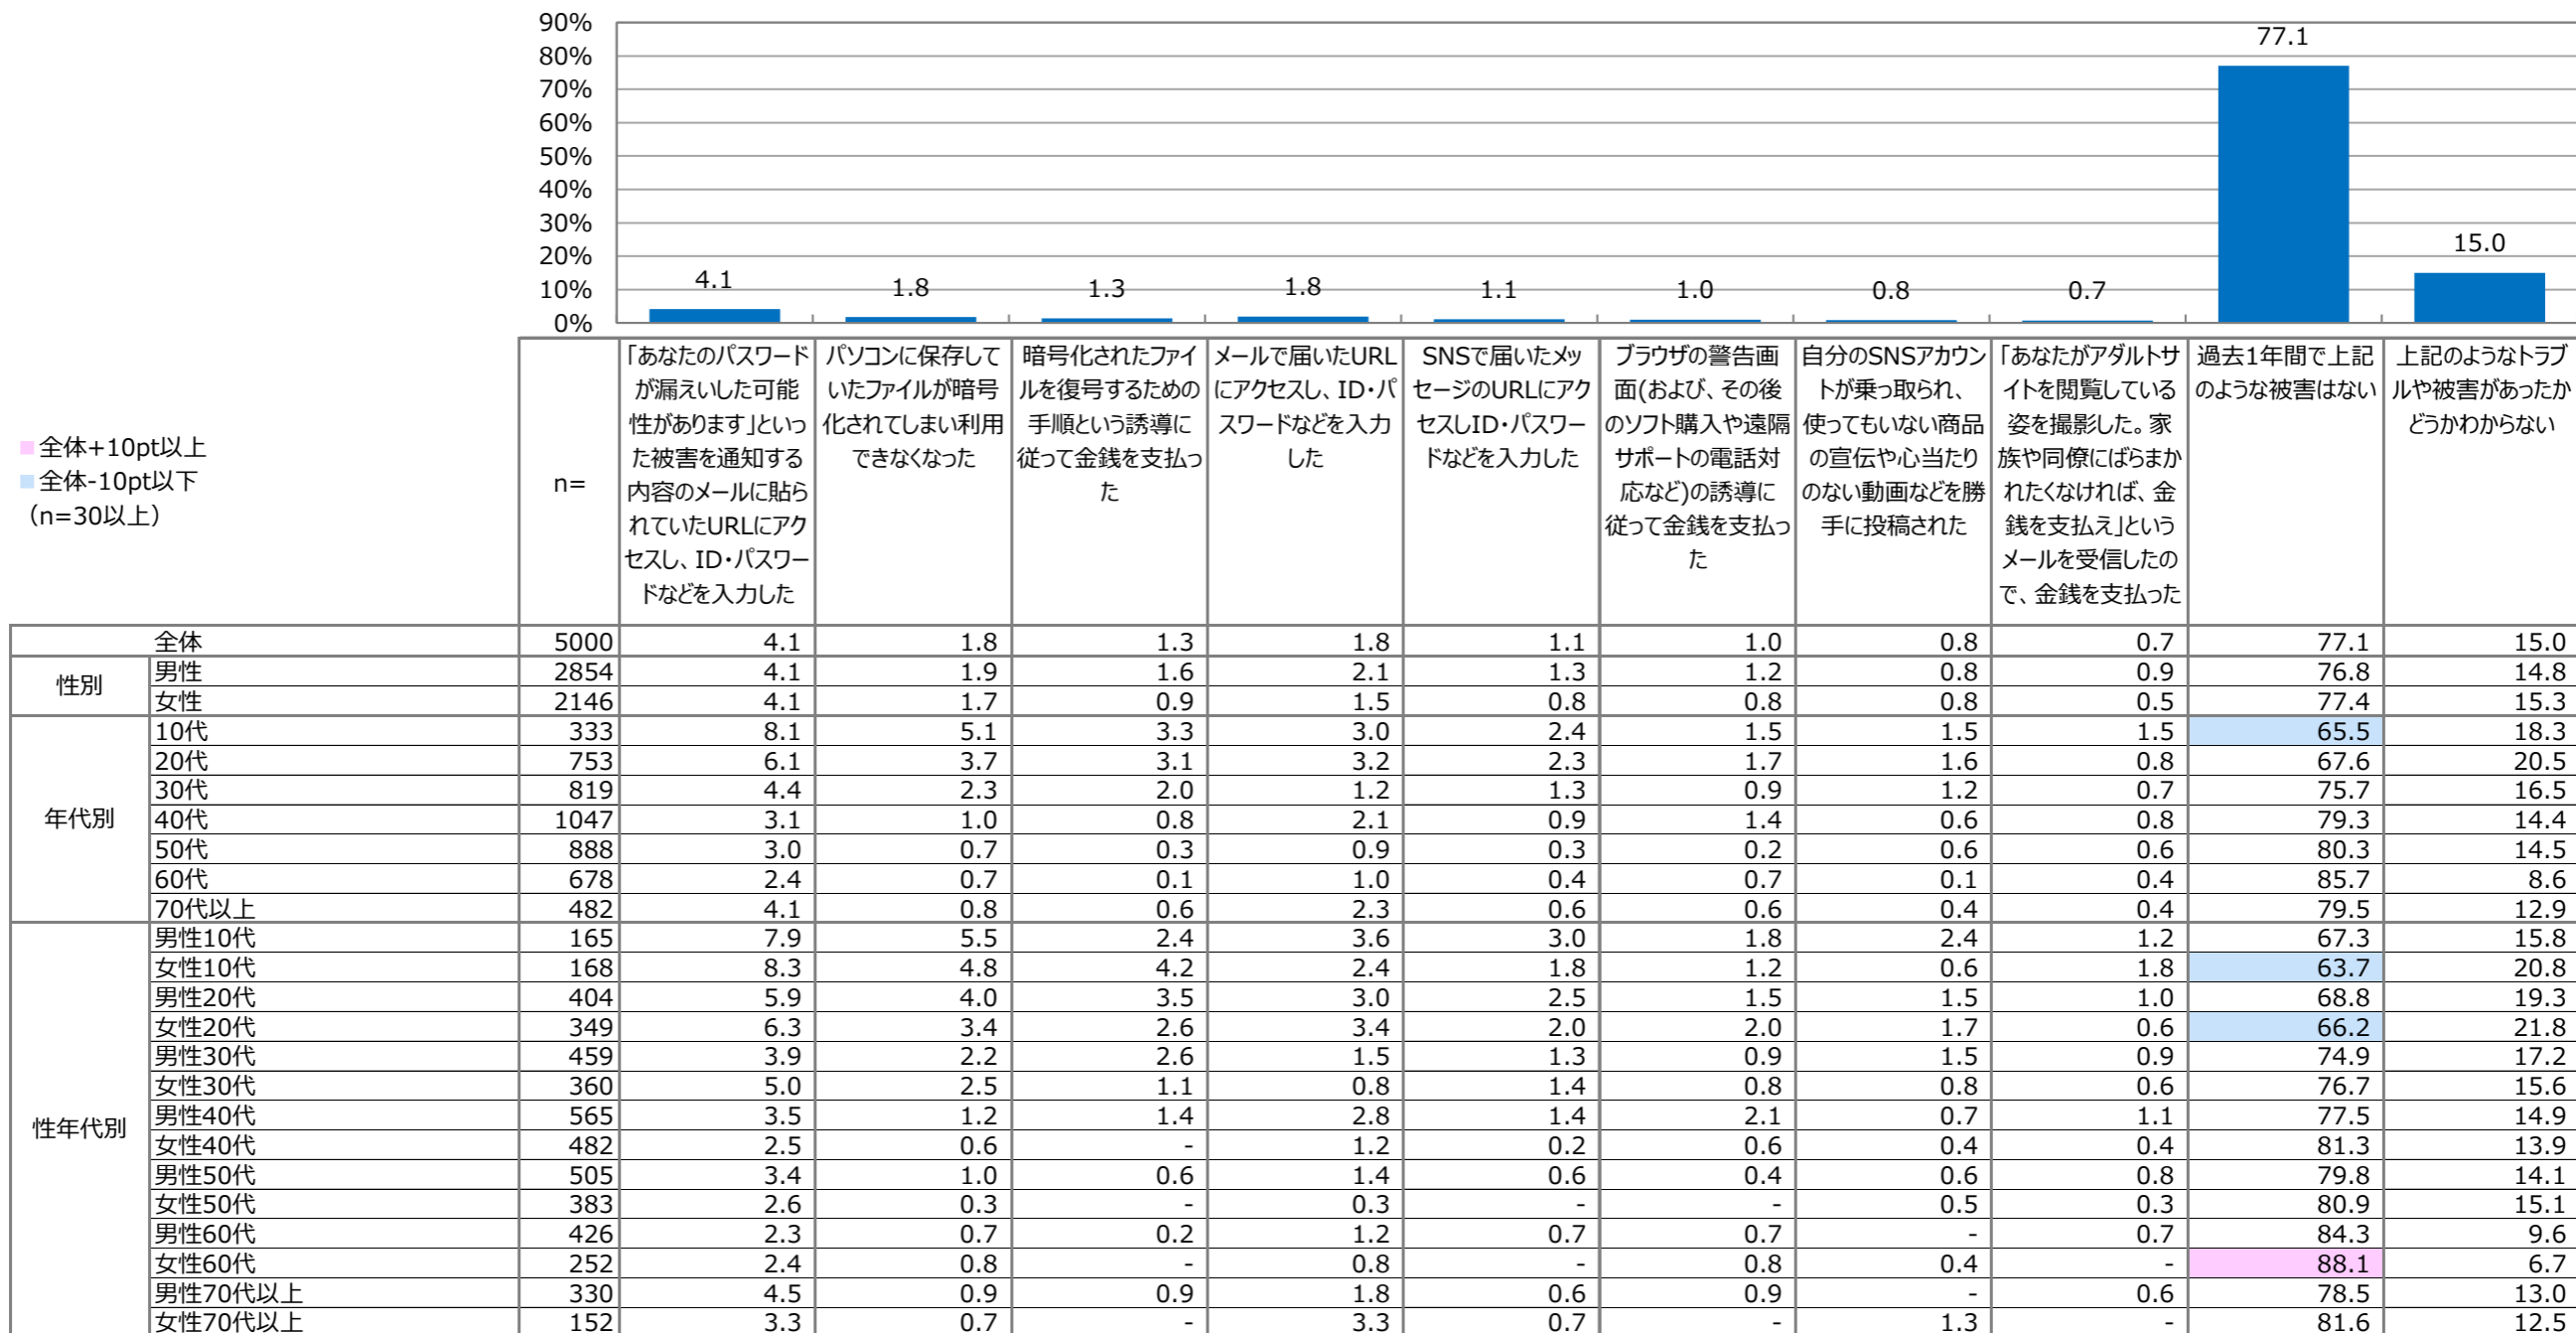 90%
80%
70%
60%
50%
40%
30%
20%
10%
0%
4.1 1.8 1.3 1.8 1.1 1.0 0.8 0.7 77.1 15.0
■全体+10pt以上
■全体-10pt以下
(n=30以上)
n=
「あなたのパスワード
が漏えいした可能
性があります」といっ
た被害を通知する
内容のメールに貼ら
れていたURLにアク
セスし、ID・パスワー
ドなどを入力した
パソコンに保存して
いたファイルが暗号
化されてしまい利用
できなくなった
暗号化されたファイ
ルを復号するための
手順という誘導に
従って金銭を支払っ
た
メールで届いたURL
にアクセスし、ID・パ
スワードなどを入力
した
SNSで届いたメッ
セージのURLにアク
セスしID・パスワー
ドなどを入力した
ブラウザの警告画
面(および、その後
のソフト購入や遠隔
サポートの電話対
応など)の誘導に
従って金銭を支払っ
た
自分のSNSアカウン
トが乗っ取られ、
使ってもいない商品
の宣伝や心当たり
のない動画などを勝
手に投稿された
「あなたがアダルトサ
イトを閲覧している
姿を撮影した。家
族や同僚にばらまか
れたくなければ、金
銭を支払え」という
メールを受信したの
で、金銭を支払った
過去1年間で上記
のような被害はない
上記のようなトラブ
ルや被害があったか
どうかわからない
全体 5000 4.1 1.8 1.3 1.8 1.1 1.0 0.8 0.7 77.1 15.0
性別
男性 2854 4.1 1.9 1.6 2.1 1.3 1.2 0.8 0.9 76.8 14.8
女性 2146 4.1 1.7 0.9 1.5 0.8 0.8 0.8 0.5 77.4 15.3
年代別
10代 333 8.1 5.1 3.3 3.0 2.4 1.5 1.5 1.5 65.5 18.3
20代 753 6.1 3.7 3.1 3.2 2.3 1.7 1.6 0.8 67.6 20.5
30代 819 4.4 2.3 2.0 1.2 1.3 0.9 1.2 0.7 75.7 16.5
40代 1047 3.1 1.0 0.8 2.1 0.9 1.4 0.6 0.8 79.3 14.4
50代 888 3.0 0.7 0.3 0.9 0.3 0.2 0.6 0.6 80.3 14.5
60代 678 2.4 0.7 0.1 1.0 0.4 0.7 0.1 0.4 85.7 8.6
70代以上 482 4.1 0.8 0.6 2.3 0.6 0.6 0.4 0.4 79.5 12.9
性年代別
男性10代 165 7.9 5.5 2.4 3.6 3.0 1.8 2.4 1.2 67.3 15.8
女性10代 168 8.3 4.8 4.2 2.4 1.8 1.2 0.6 1.8 63.7 20.8
男性20代 404 5.9 4.0 3.5 3.0 2.5 1.5 1.5 1.0 68.8 19.3
女性20代 349 6.3 3.4 2.6 3.4 2.0 2.0 1.7 0.6 66.2 21.8
男性30代 459 3.9 2.2 2.6 1.5 1.3 0.9 1.5 0.9 74.9 17.2
女性30代 360 5.0 2.5 1.1 0.8 1.4 0.8 0.8 0.6 76.7 15.6
男性40代 565 3.5 1.2 1.4 2.8 1.4 2.1 0.7 1.1 77.5 14.9
女性40代 482 2.5 0.6 - 1.2 0.2 0.6 0.4 0.4 81.3 13.9
男性50代 505 3.4 1.0 0.6 1.4 0.6 0.4 0.6 0.8 79.8 14.1
女性50代 383 2.6 0.3 - 0.3 - - 0.5 0.3 80.9 15.1
男性60代 426 2.3 0.7 0.2 1.2 0.7 0.7 - 0.7 84.3 9.6
女性60代 252 2.4 0.8 - 0.8 - 0.8 0.4 - 88.1 6.7
男性70代以上 330 4.5 0.9 0.9 1.8 0.6 0.9 - 0.6 78.5 13.0
女性70代以上 152 3.3 0.7 - 3.3 0.7 - 1.3 - 81.6 12.5